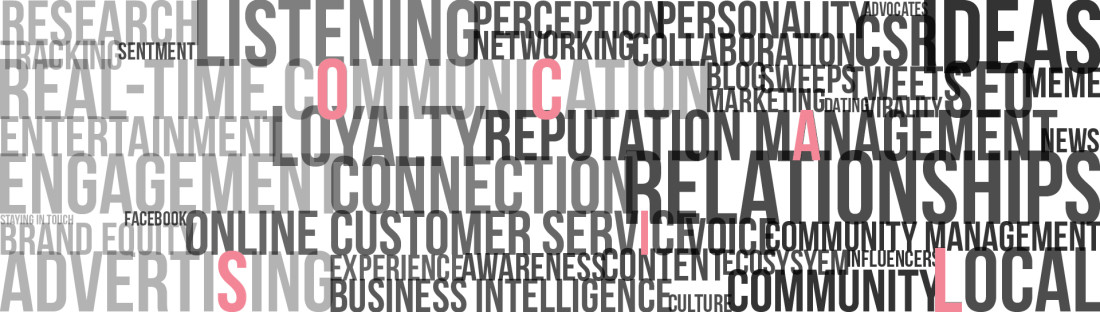 RESEARCH LISTENING PERCEPTION PERSONALITY ADVOCATES CSR IDEAS
TRACKING SENTMENT NETWORKING COLLABORATION
REAL-TIME COMMUNICATION BLOG SWEEPS TWEETS SEO MEME
MARKETING DATING VIRALITY
ENTERTAINMENT LOYALTY REPUTATION MANAGEMENT NEWS
ENGAGEMENT CONNECTION RELATIONSHIPS
STAYING IN TOUCH FACEBOOK ONLINE CUSTOMER SERVICE VOICE COMMUNITY MANAGEMENT
BRAND EQUITY
ADVERTISING EXPERIENCE AWARENESS CONTENT ECOSYSYEM INFLUENCERS LOCAL
BUSINESS INTELLIGENCE CULTURE COMMUNITY